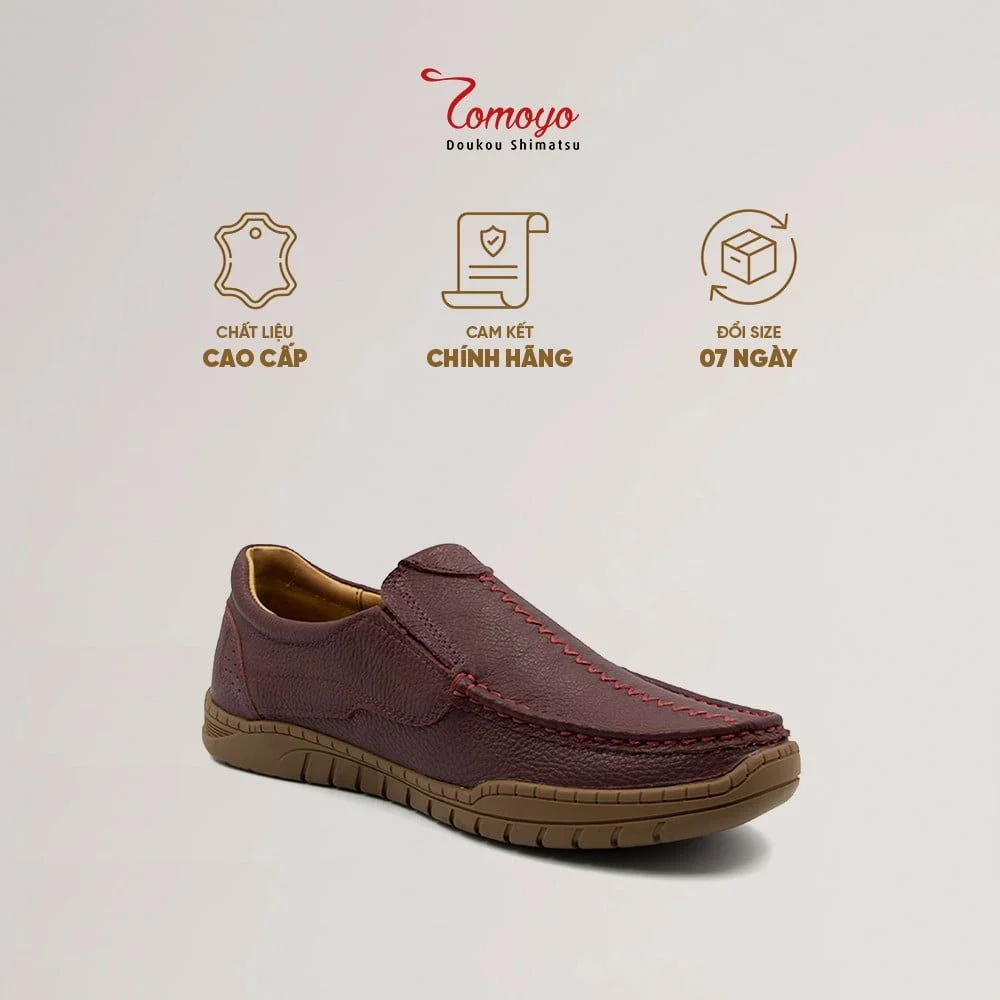 Tomoyo
Doukou Shimatsu
CHẤT LIỆU
CAO CẤP
CAM KẾT
CHÍNH HÃNG
ĐỔI SIZE
07 NGÀY